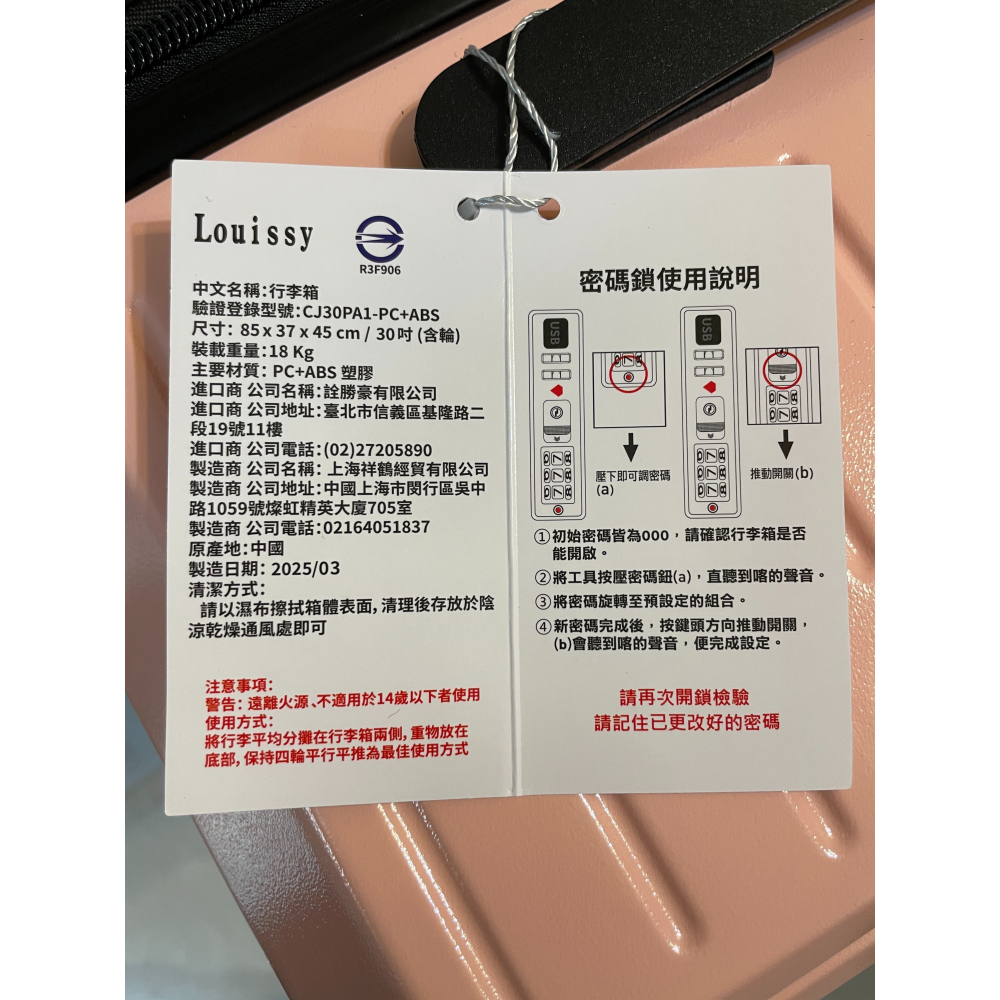 Louissy
R3F906
中文名稱:行李箱
驗證登錄型號:CJ30PA1-PC+ABS
尺寸: 85 x 37 x 45 cm / 30 吋 (含輪)
裝載重量:18 Kg
主要材質: PC+ABS 塑膠
進口商 公司名稱:詮勝豪有限公司
進口商 公司地址:臺北市信義區基隆路二
段19號11樓
進口商 公司電話:(02)27205890
製造商 公司名稱: 上海祥鶴經貿有限公司
製造商 公司地址:中國上海市閔行區吳中
路1059號燦虹精英大廈705室
製造商 公司電話:02164051837
原產地:中國
製造日期: 2025/03
清潔方式:
請以濕布擦拭箱體表面, 清理後存放於陰
涼乾燥通風處即可
注意事項:
警告: 遠離火源、不適用於14歲以下者使用
使用方式:
將行李平均分攤在行李箱兩側, 重物放在
底部, 保持四輪平行平推為最佳使用方式
密碼鎖使用說明
USB
USB
壓下即可調密碼
(a)
推動開關(b)
①初始密碼皆為000，請確認行李箱是否
能開啟。
②將工具按壓密碼鈕(a)，直聽到喀的聲音。
③將密碼旋轉至預設定的組合。
④新密碼完成後，按鍵頭方向推動開關，
(b)會聽到喀的聲音，便完成設定。
請再次開鎖檢驗
請記住已更改好的密碼